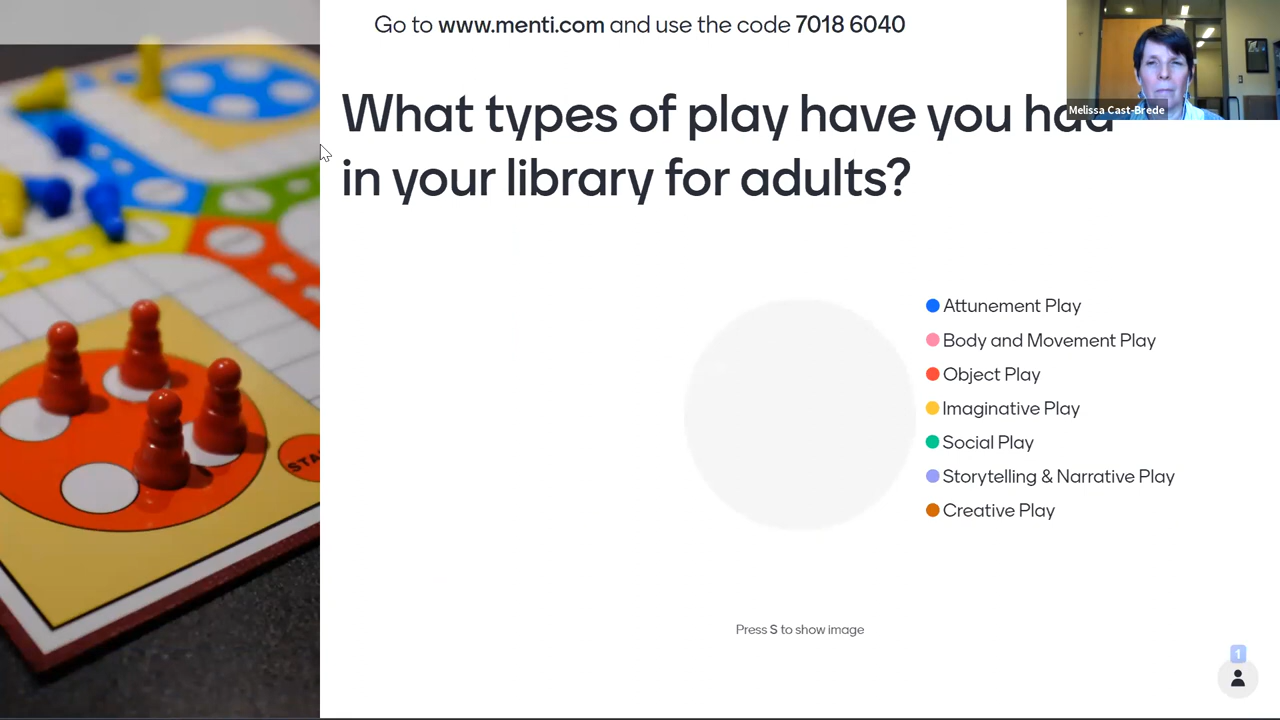 Go to www.menti.com and use the code 7018 6040
Melissa Cast-Brede
What types of play have you had
in your library for adults?
Attunement Play
Body and Movement Play
Object Play
Imaginative Play
Social Play
Storytelling & Narrative Play
Creative Play
STA
Press S to show image
1